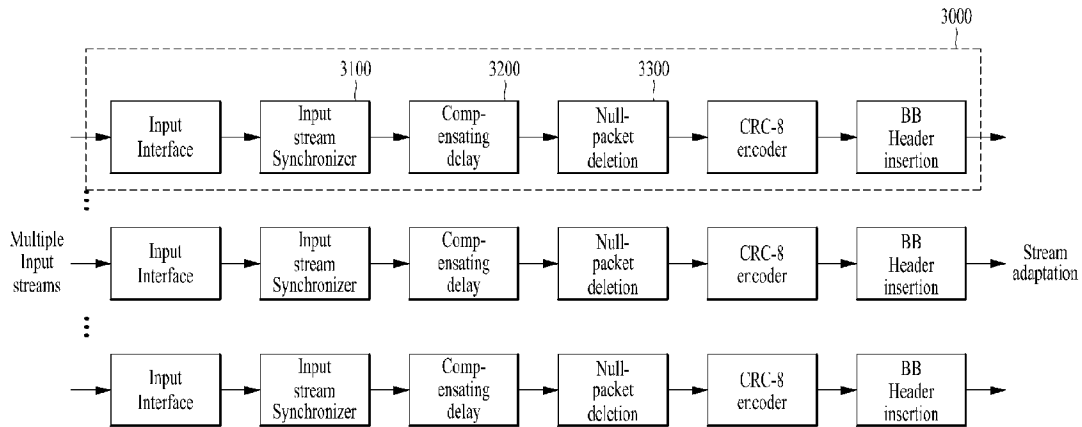 3000
3100
3200
3300
Input
Interface
Input
stream
Synchronizer
Comp-
ensating
delay
Null-
packet
deletion
CRC-8
encoder
BB
Header
insertion
Multiple
Input
streams
Input
Interface
Input
stream
Synchronizer
Comp-
ensating
delay
Null-
packet
deletion
CRC-8
encoder
BB
Header
insertion
Stream
adaptation
Input
Interface
Input
stream
Synchronizer
Comp-
ensating
delay
Null-
packet
deletion
CRC-8
encoder
BB
Header
insertion